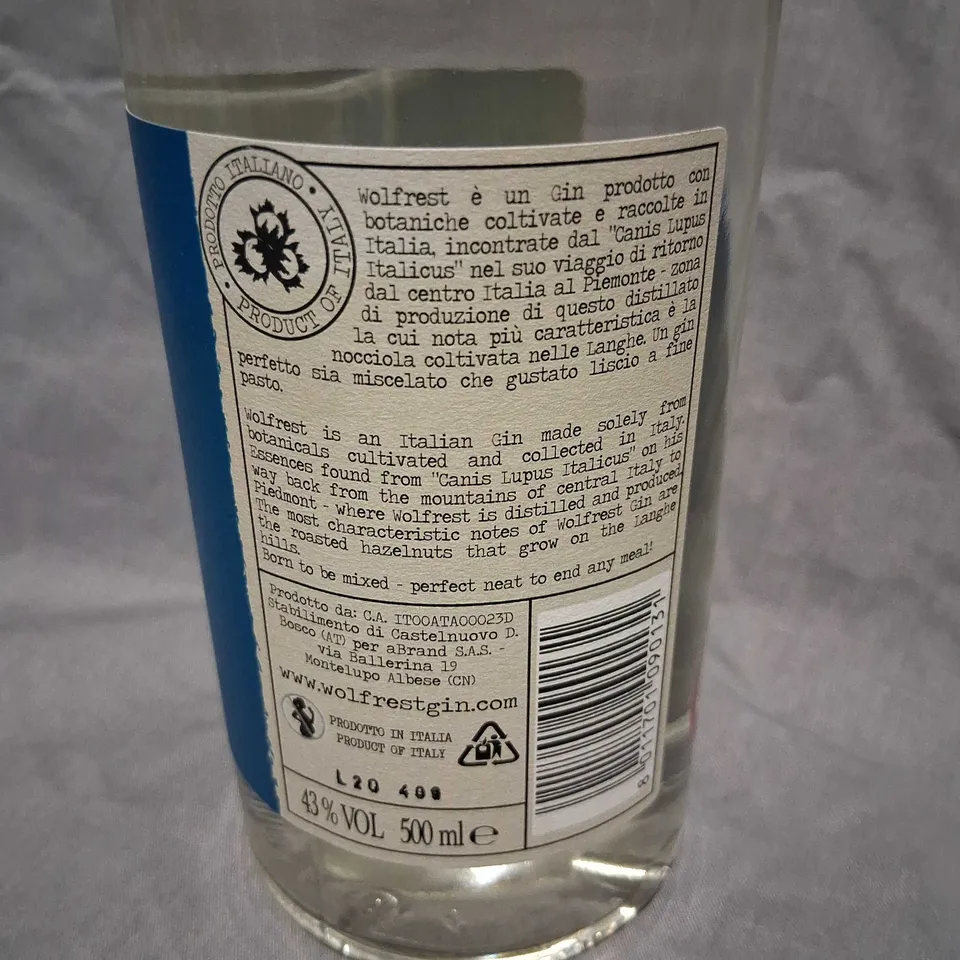 PRODOTTO ITALIANO • PRODUCT OF ITALY •
Wolfrest è un Gin prodotto con
botaniche coltivate e raccolte in
Italia, incontrate dal "Canis Lupus
Italicus" nel suo viaggio di ritorno
dal centro Italia al Piemonte - zona
di produzione di questo distillato
la cui nota più caratteristica è la
nocciola coltivata nelle Langhe. Un gin
perfetto sia miscelato che gustato liscio a fine
pasto.
Wolfrest is an Italian Gin made solely from
botanicals cultivated and collected in Italy.
Essences found from "Canis Lupus Italicus" on his
way back from the mountains of central Italy to
Piedmont - where Wolfrest is distilled and produced.
The most characteristic notes of Wolfrest Gin are
the roasted hazelnuts that grow on the Langhe
hills.
Born to be mixed - perfect neat to end any meal!
Prodotto da: C.A. IT00ATA00023D
Stabilimento di Castelnuovo D.
Bosco (AT) per aBrand S.A.S. -
via Ballerina 19
Montelupo Albese (CN)
www.wolfrestgin.com
PRODOTTO IN ITALIA
PRODUCT OF ITALY
L20 409
43% VOL 500 ml e
8 011701 090131